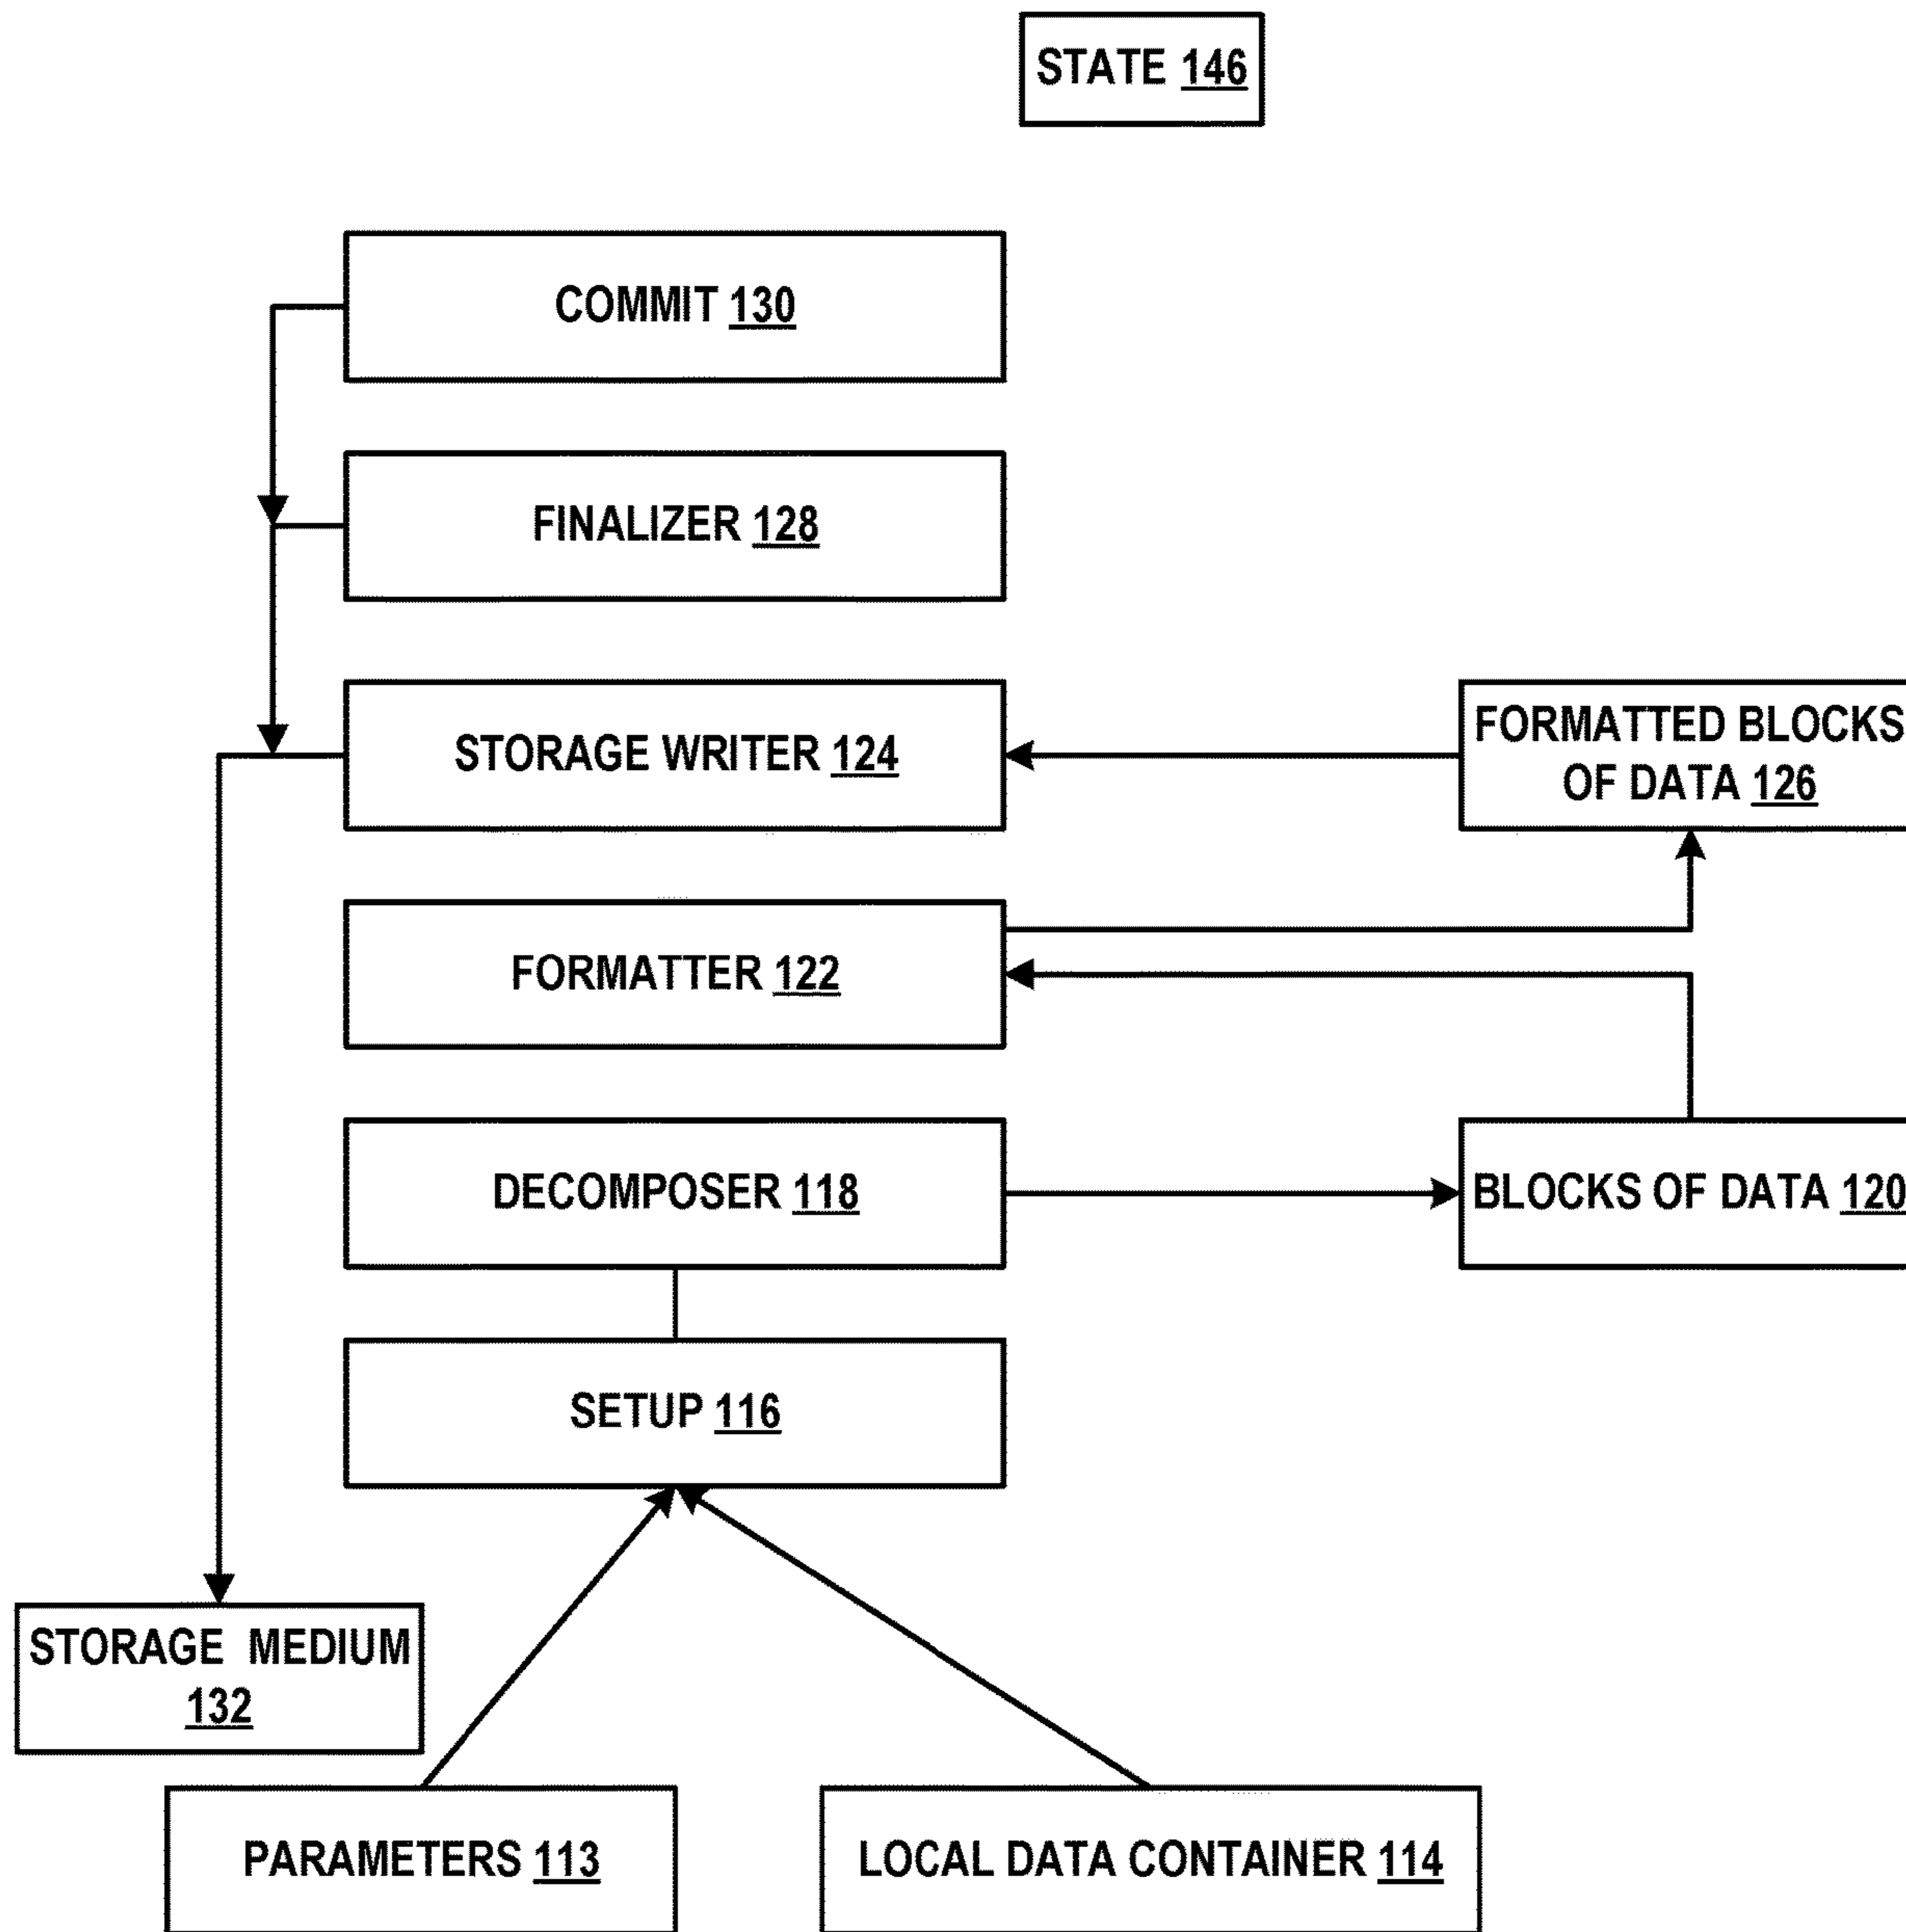 STATE 146
COMMIT 130
FINALIZER 128
STORAGE WRITER 124
FORMATTED BLOCKS
OF DATA 126
FORMATTER 122
DECOMPOSER 118
BLOCKS OF DATA 120
SETUP 116
STORAGE MEDIUM
132
PARAMETERS 113
LOCAL DATA CONTAINER 114